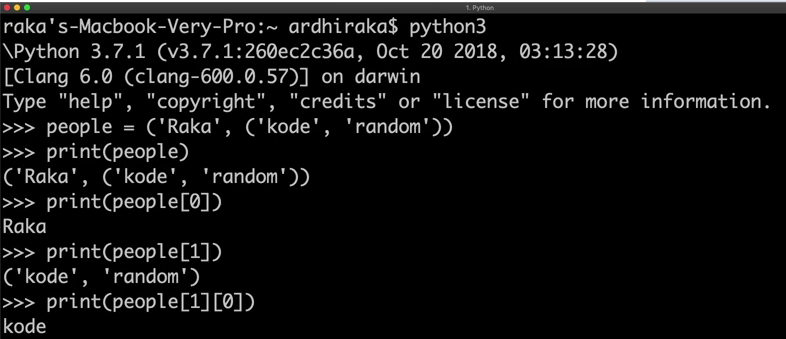 1. Python
raka's-Macbook-Very-Pro:~ ardhiraka$ python3
\Python 3.7.1 (v3.7.1:260ec2c36a, Oct 20 2018, 03:13:28)
[Clang 6.0 (clang-600.0.57)] on darwin
Type "help", "copyright", "credits" or "license" for more information.
>>> people = ('Raka', ('kode', 'random'))
>>> print(people)
('Raka', ('kode', 'random'))
>>> print(people[0])
Raka
>>> print(people[1])
('kode', 'random')
>>> print(people[1][0])
kode